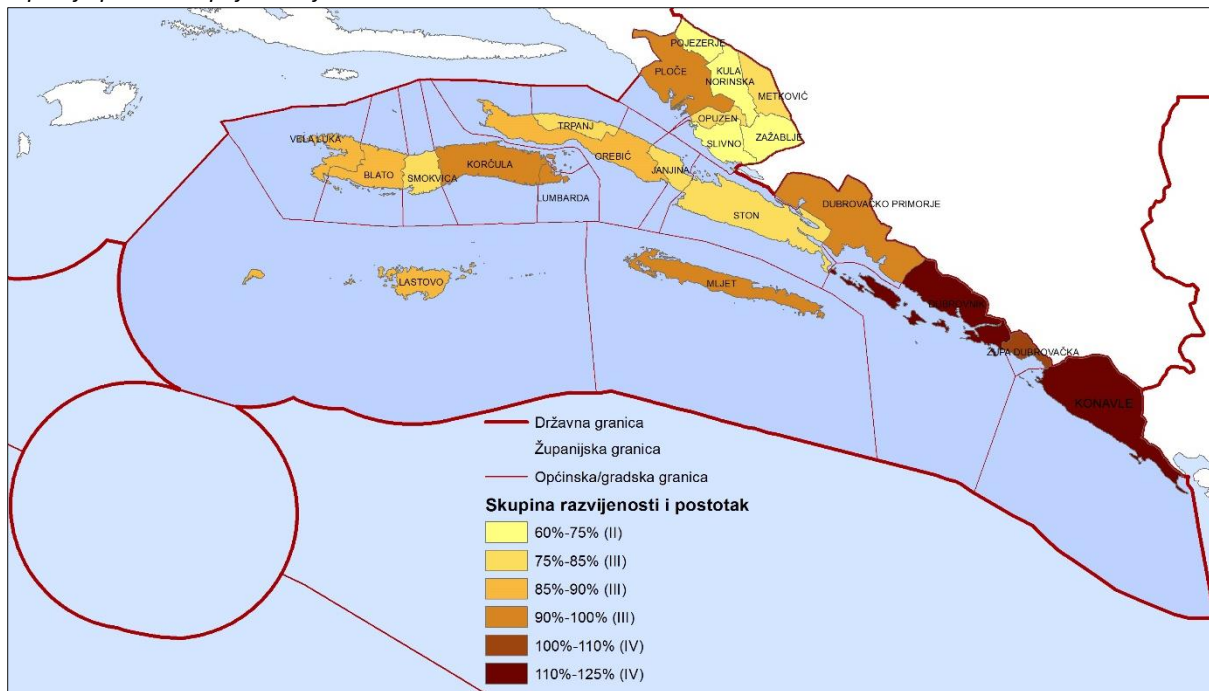 POJEZERJE
PLOČE
KULA
NORINSKA
METKOVIĆ
OPUZEN
TRPANJ
ZAŽABLJE
SLIVNO
VELA LUKA
OREBIĆ
KORČULA
BLATO
SMOKVICA
JANJINA
LUMBARDA
DUBROVAČKO PRIMORJE
STON
LASTOVO
MLJET
DUBROVNIK
ŽUPA DUBROVAČKA
KONAVLE
Državna granica
Županijska granica
Općinska/gradska granica
Skupina razvijenosti i postotak
60%-75% (II)
75%-85% (III)
85%-90% (III)
90%-100% (III)
100%-110% (IV)
110%-125% (IV)